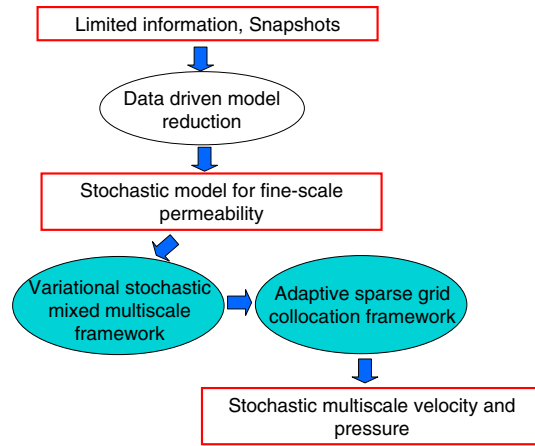 Limited information, Snapshots
Data driven model
reduction
Stochastic model for fine-scale
permeability
Variational stochastic
mixed multiscale
framework
Adaptive sparse grid
collocation framework
Stochastic multiscale velocity and
pressure